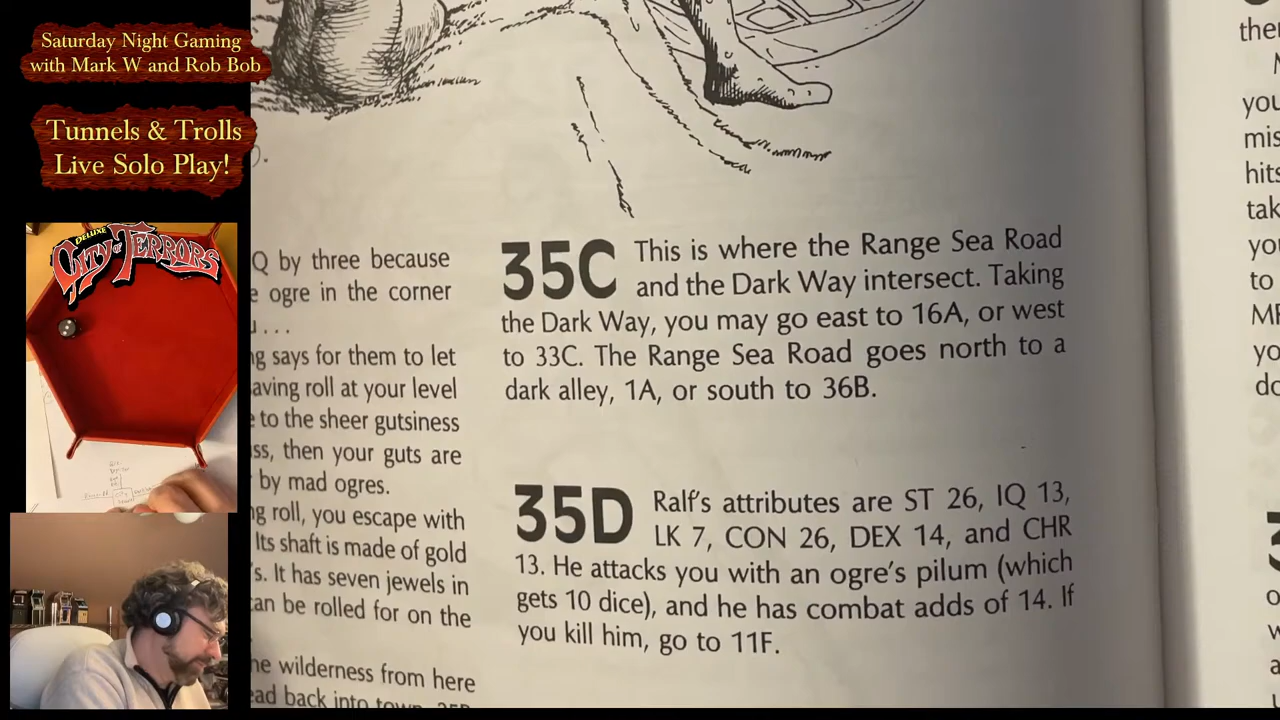 Saturday Night Gaming
with Mark W and Rob Bob
Tunnels & Trolls
Live Solo Play!
DELUXE
CITY OF TERRORS
Q by three because
ogre in the corner
. . .
says for them to let
roll at your level
to the sheer gutsiness
then your guts are
by mad ogres.
roll, you escape with
Its shaft is made of gold
It has seven jewels in
can be rolled for on the
wilderness from here
back into town,
35C This is where the Range Sea Road
and the Dark Way intersect. Taking
the Dark Way, you may go east to 16A, or west
to 33C. The Range Sea Road goes north to a
dark alley, 1A, or south to 36B.
35D Ralf's attributes are ST 26, IQ 13,
LK 7, CON 26, DEX 14, and CHR
13. He attacks you with an ogre's pilum (which
gets 10 dice), and he has combat adds of 14. If
you kill him, go to 11F.
hits
to